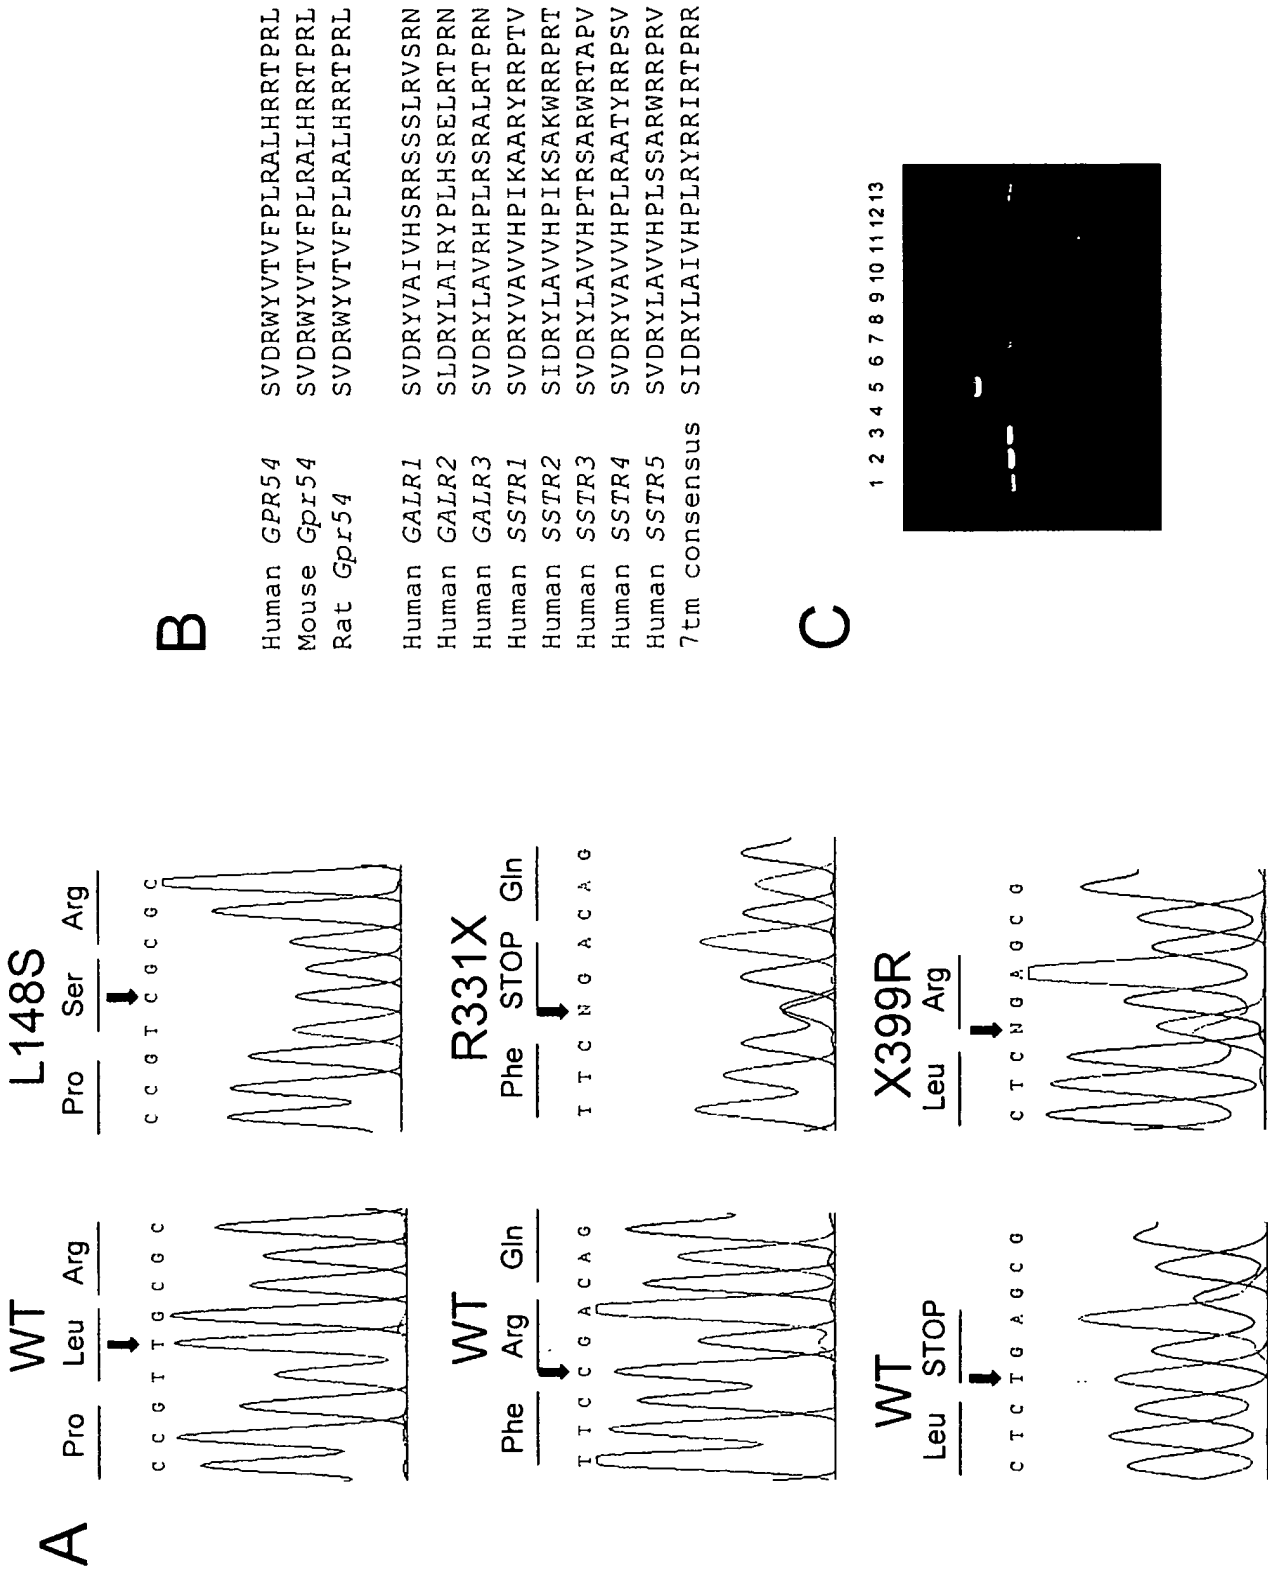 A
WT
Pro Leu Arg
C C G T T G C G C
L148S
Pro Ser Arg
C C G T C G C G C
WT
Phe Arg Gln
T T C C G A C A G
R331X
Phe STOP Gln
T T C N G A C A G
WT
Leu STOP
C T C T G A G C G
X399R
Leu Arg
C T C N G A G C G
B
Human GPR54 SVDRWYVTVFPLRALHRRTPRL
Mouse Gpr54 SVDRWYVTVFPLRALHRRTPRL
Rat Gpr54 SVDRWYVTVFPLRALHRRTPRL
Human GALR1 SVDRYVAIVHSRRSSSLRVSRN
Human GALR2 SLDRYLAIRYPLHSRELRTPRN
Human GALR3 SVDRYLAVRHPLRSRALRTPRN
Human SSTR1 SVDRYVAVVHPIKAARYRRPTV
Human SSTR2 SIDRYLAVVHPIKSAKWRRPRT
Human SSTR3 SVDRYLAVVHPTRSARWRTAPV
Human SSTR4 SVDRYVAVVHPLRAATYRRPSV
Human SSTR5 SVDRYLAVVHPLSSARWRRPRV
7tm consensus SIDRYLAIVHPLRYRRIRTPRR
C
1 2 3 4 5 6 7 8 9 10 11 12 13